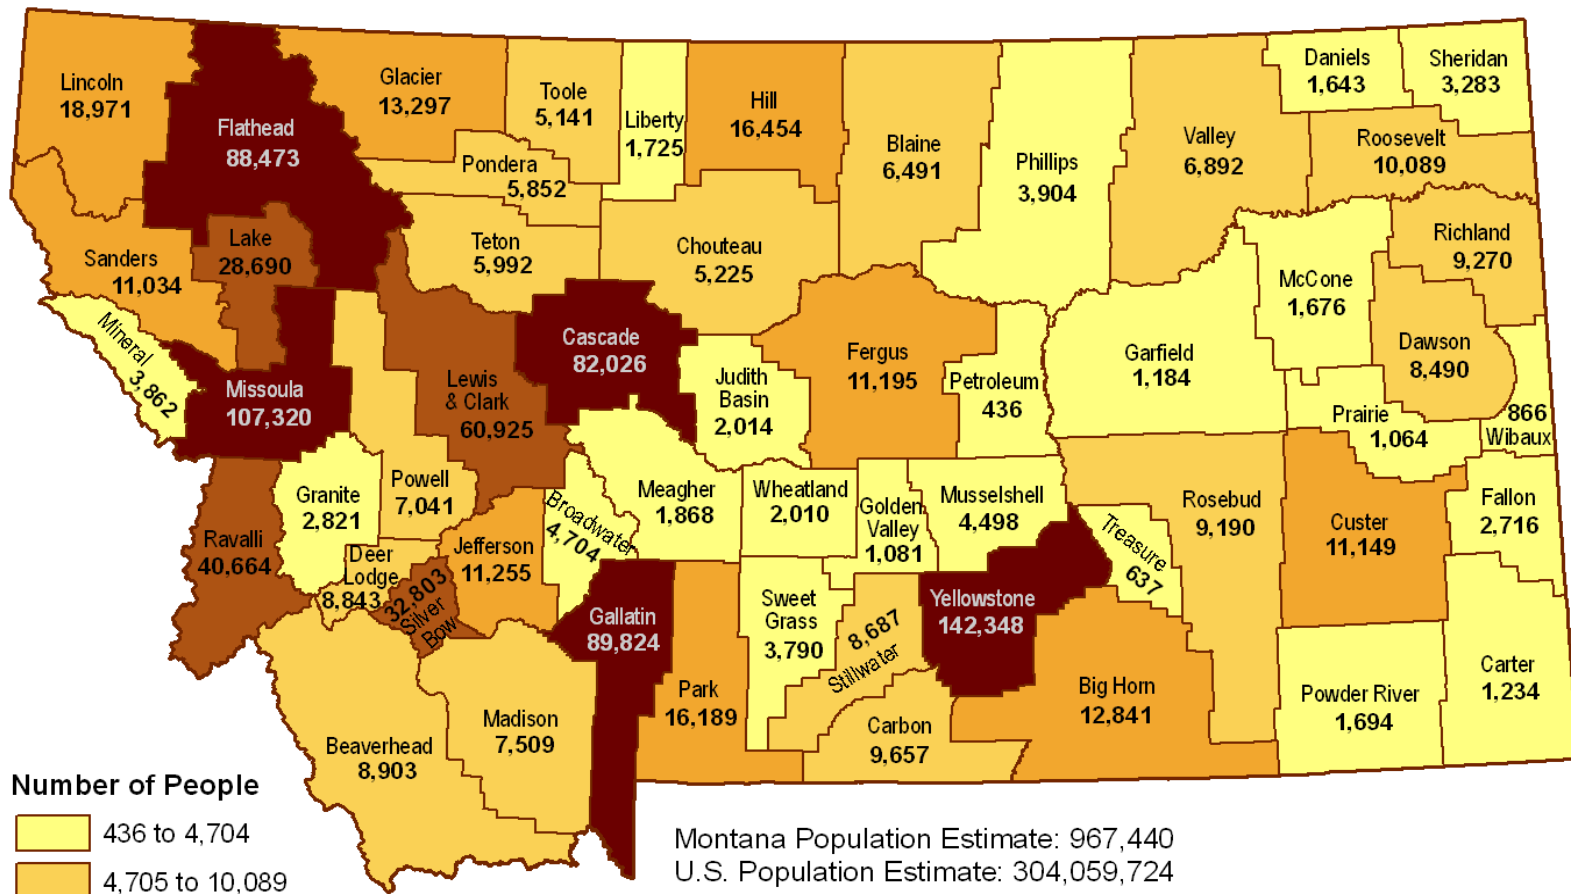 Lincoln
18,971
Flathead
88,473
Glacier
13,297
Toole
5,141
Liberty
1,725
Hill
16,454
Blaine
6,491
Phillips
3,904
Valley
6,892
Daniels
1,643
Sheridan
3,283
Roosevelt
10,089
Pondera
5,852
Sanders
11,034
Lake
28,690
Teton
5,992
Chouteau
5,225
McCone
1,676
Richland
9,270
Mineral
3,862
Missoula
107,320
Lewis
& Clark
60,925
Cascade
82,026
Judith
Basin
2,014
Fergus
11,195
Petroleum
436
Garfield
1,184
Dawson
8,490
Prairie
1,064
866
Wibaux
Ravalli
40,664
Granite
2,821
Powell
7,041
Deer
Lodge
8,843
32,803
Silver
Bow
Jefferson
11,255
Broadwater
4,704
Meagher
1,868
Wheatland
2,010
Golden
Valley
1,081
Musselshell
4,498
Treasure
637
Rosebud
9,190
Custer
11,149
Fallon
2,716
Gallatin
89,824
Park
16,189
Sweet
Grass
3,790
8,687
Stillwater
Yellowstone
142,348
Big Horn
12,841
Powder River
1,694
Carter
1,234
Beaverhead
8,903
Madison
7,509
Carbon
9,657
Number of People
436 to 4,704
4,705 to 10,089
Montana Population Estimate: 967,440
U.S. Population Estimate: 304,059,724